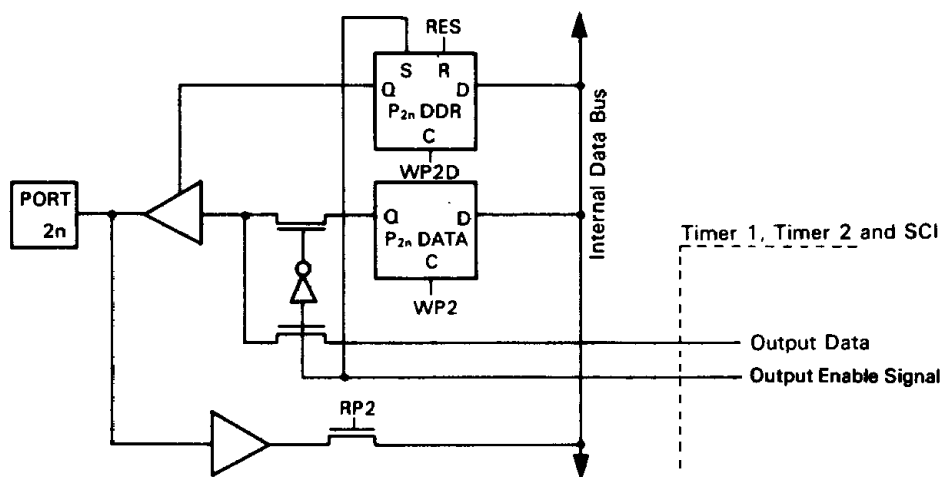 RES
S R
Q D
P2n DDR
C
WP2D
PORT
2n
Q D
P2n DATA
C
WP2
Internal Data Bus
Timer 1, Timer 2 and SCI
Output Data
Output Enable Signal
RP2